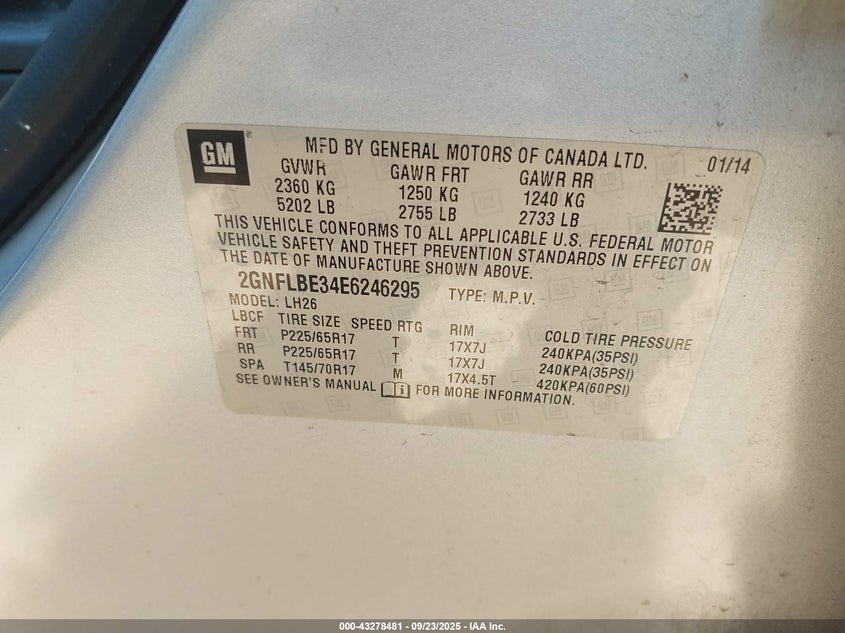 GM ®
MFD BY GENERAL MOTORS OF CANADA LTD. 01/14
GVWR GAWR FRT GAWR RR
2360 KG 1250 KG 1240 KG
5202 LB 2755 LB 2733 LB
THIS VEHICLE CONFORMS TO ALL APPLICABLE U.S. FEDERAL MOTOR
VEHICLE SAFETY AND THEFT PREVENTION STANDARDS IN EFFECT ON
THE DATE OF MANUFACTURE SHOWN ABOVE.
2GNFLBE34E6246295 TYPE: M.P.V.
MODEL: LH26
LBCF TIRE SIZE SPEED RTG RIM COLD TIRE PRESSURE
FRT P225/65R17 T 17X7J 240KPA(35PSI)
RR P225/65R17 T 17X7J 240KPA(35PSI)
SPA T145/70R17 M 17X4.5T 420KPA(60PSI)
SEE OWNER'S MANUAL FOR MORE INFORMATION.
000-43278481 - 09/23/2025 - IAA Inc.